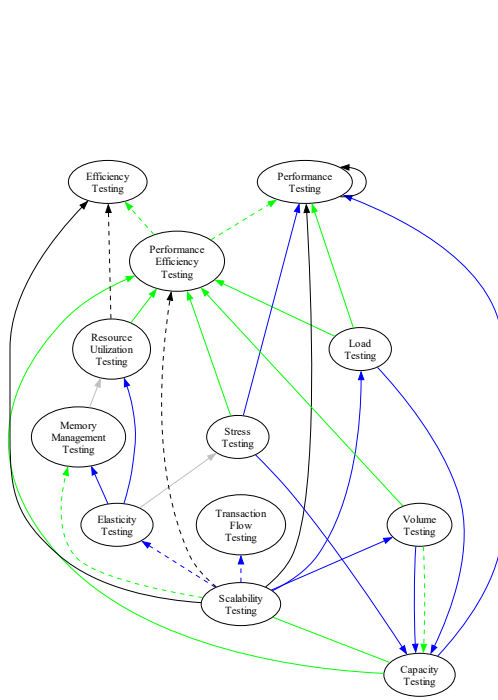 Efficiency
Testing
Performance
Testing
Performance
Efficiency
Testing
Resource
Utilization
Testing
Load
Testing
Memory
Management
Testing
Stress
Testing
Elasticity
Testing
Transaction
Flow
Testing
Volume
Testing
Scalability
Testing
Capacity
Testing